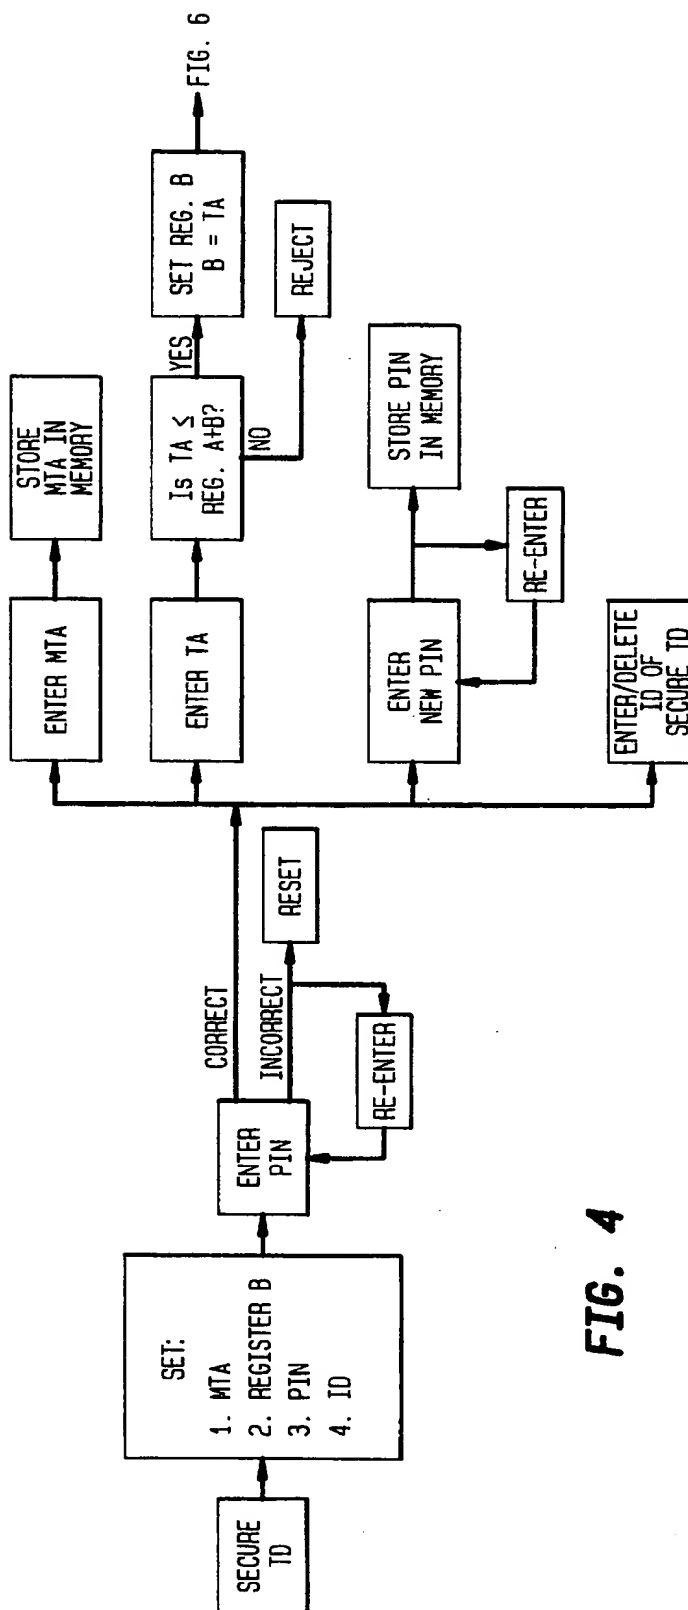 SECURE
TD
SET:
1. MTA
2. REGISTER B
3. PIN
4. ID
ENTER
PIN
CORRECT
INCORRECT
RESET
RE-ENTER
ENTER MTA
STORE
MTA IN
MEMORY
ENTER TA
Is TA ≤
REG. A+B?
YES
SET REG. B
B = TA
FIG. 6
NO
REJECT
ENTER
NEW PIN
STORE PIN
IN MEMORY
RE-ENTER
ENTER/DELETE
ID OF
SECURE TD
FIG. 4